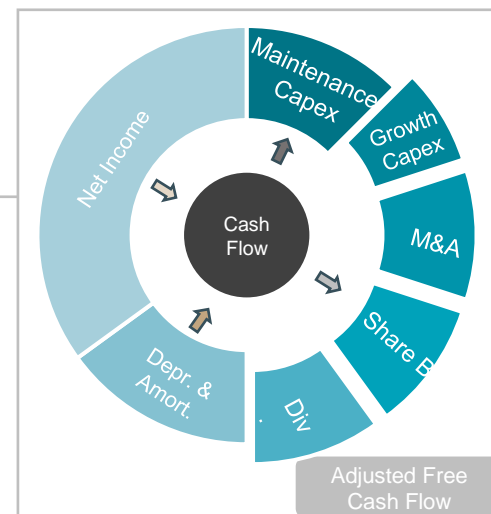 Maintenance
Capex
Growth
Capex
M&A
Share B
Div
.
Depr. &
Amort.
Net Income
Cash
Flow
Adjusted Free
Cash Flow